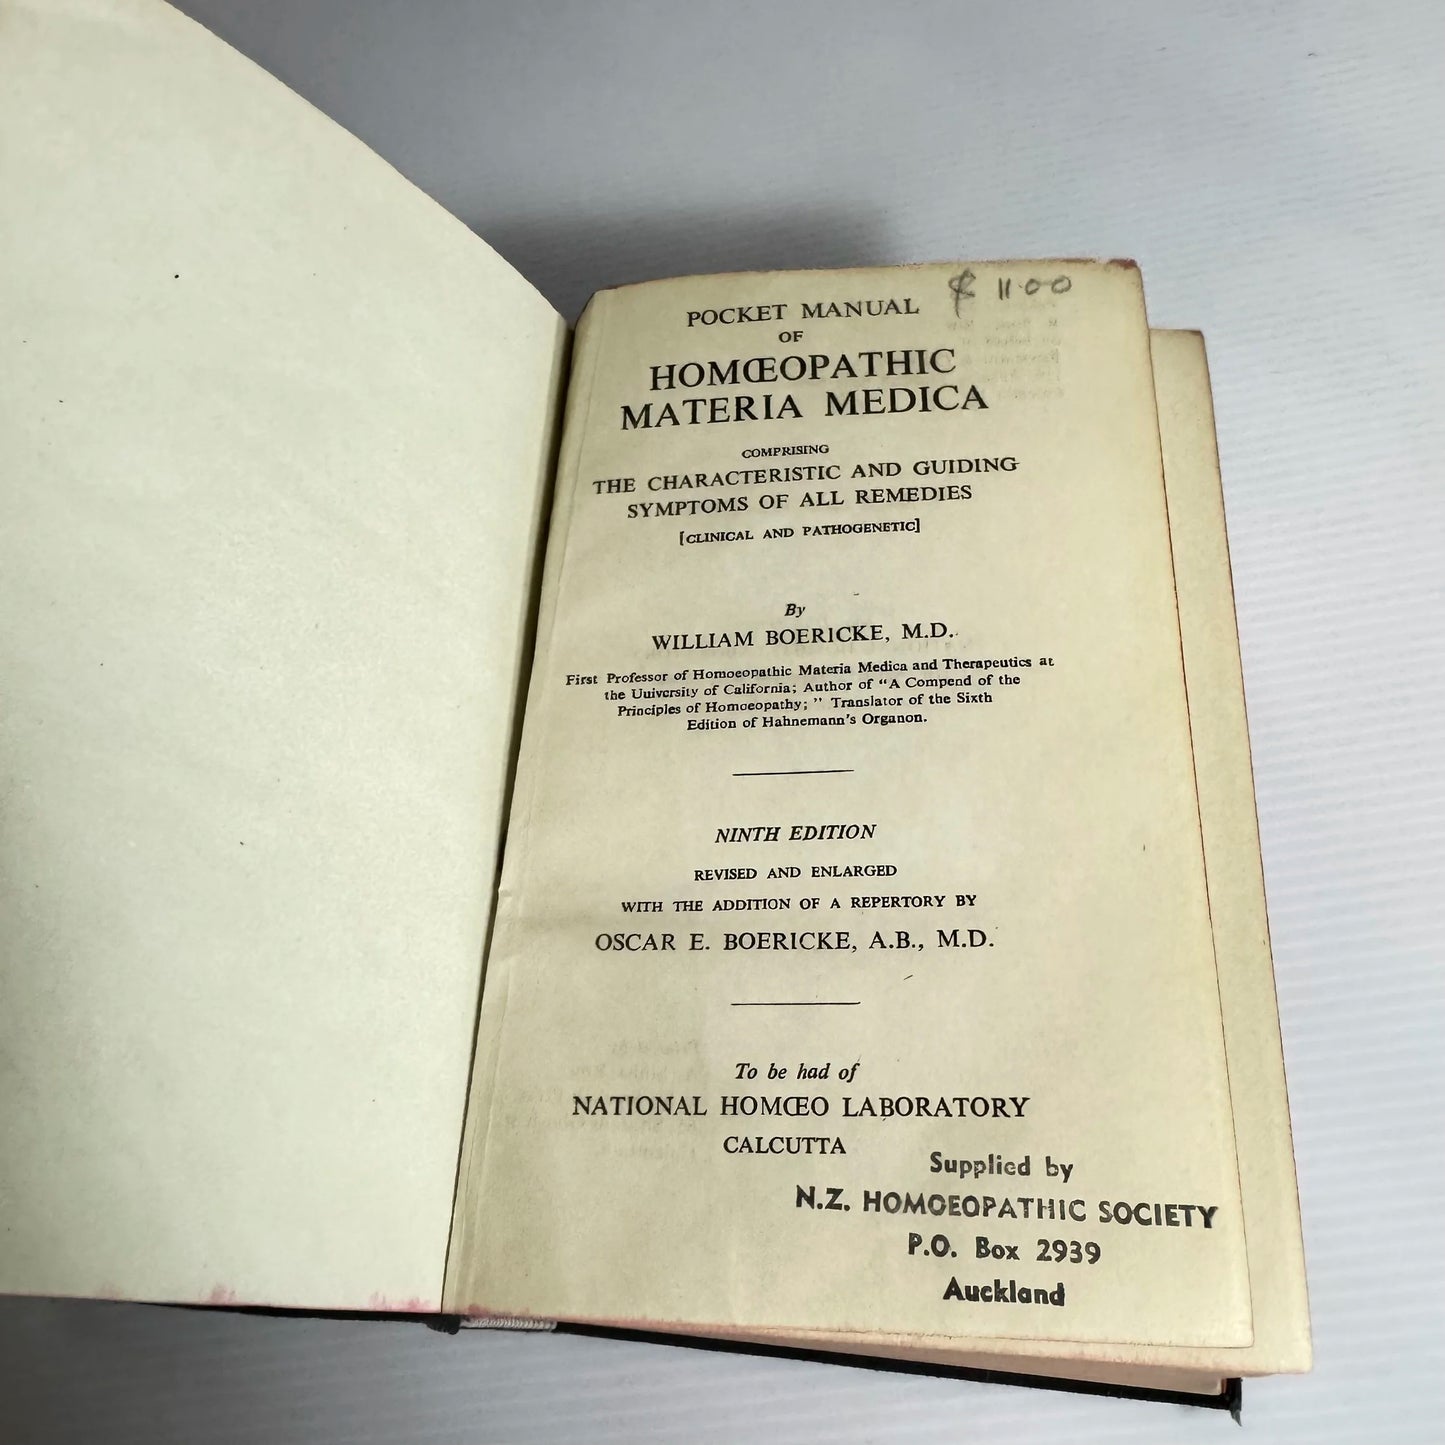 $ 11.00
POCKET MANUAL
OF
HOMŒOPATHIC
MATERIA MEDICA
COMPRISING
THE CHARACTERISTIC AND GUIDING
SYMPTOMS OF ALL REMEDIES
[CLINICAL AND PATHOGENETIC]
By
WILLIAM BOERICKE, M.D.
First Professor of Homoeopathic Materia Medica and Therapeutics at
the Uuivcrsity of California; Author of "A Compend of the
Principles of Homoeopathy;" Translator of the Sixth
Edition of Hahnemann's Organon.
NINTH EDITION
REVISED AND ENLARGED
WITH THE ADDITION OF A REPERTORY BY
OSCAR E. BOERICKE, A.B., M.D.
To be had of
NATIONAL HOMŒO LABORATORY
CALCUTTA
Supplied by
N.Z. HOMOEOPATHIC SOCIETY
P.O. Box 2939
Auckland